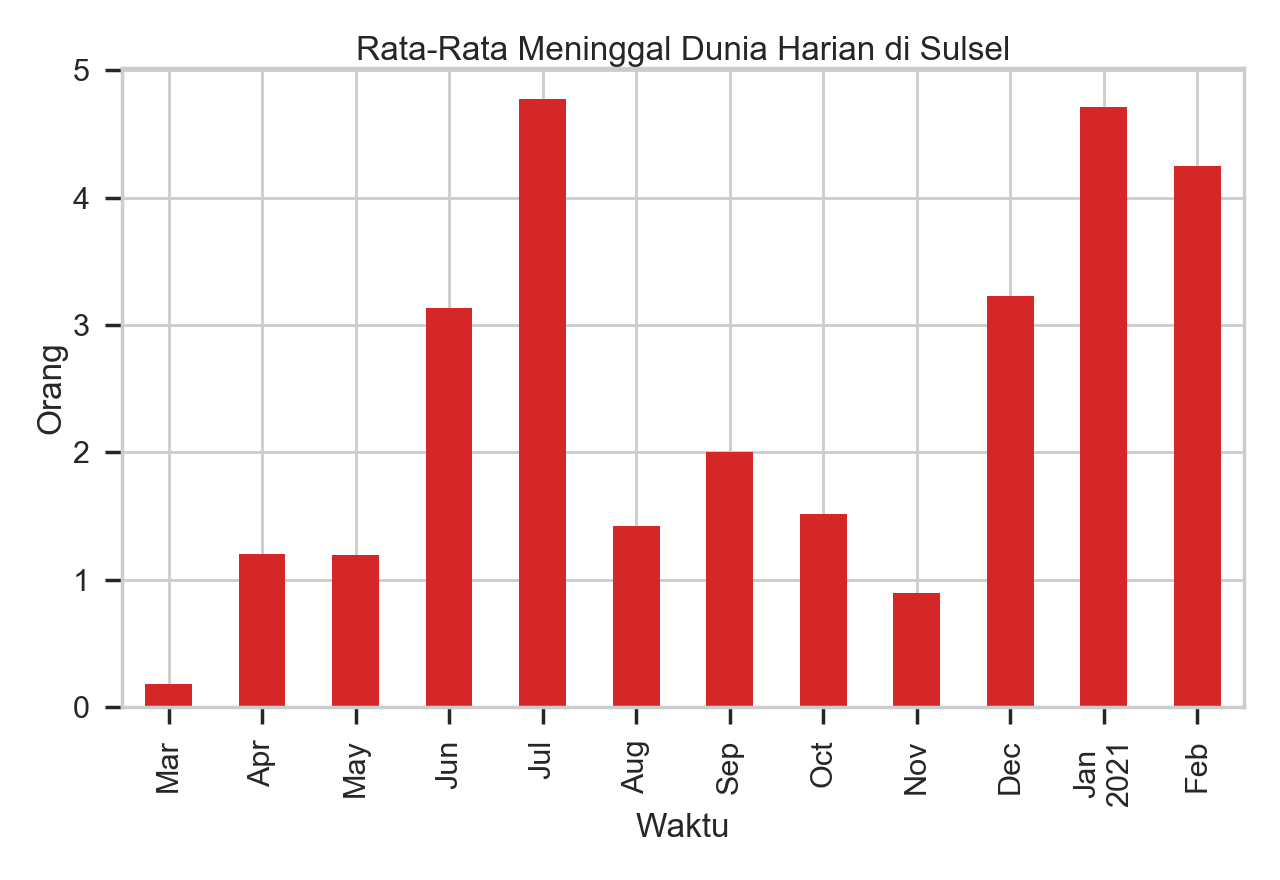 Rata-Rata Meninggal Dunia Harian di Sulsel
5
4
3
2
1
0
Orang
Mar
Apr
May
Jun
Jul
Aug
Sep
Oct
Nov
Dec
Jan
2021
Feb
Waktu